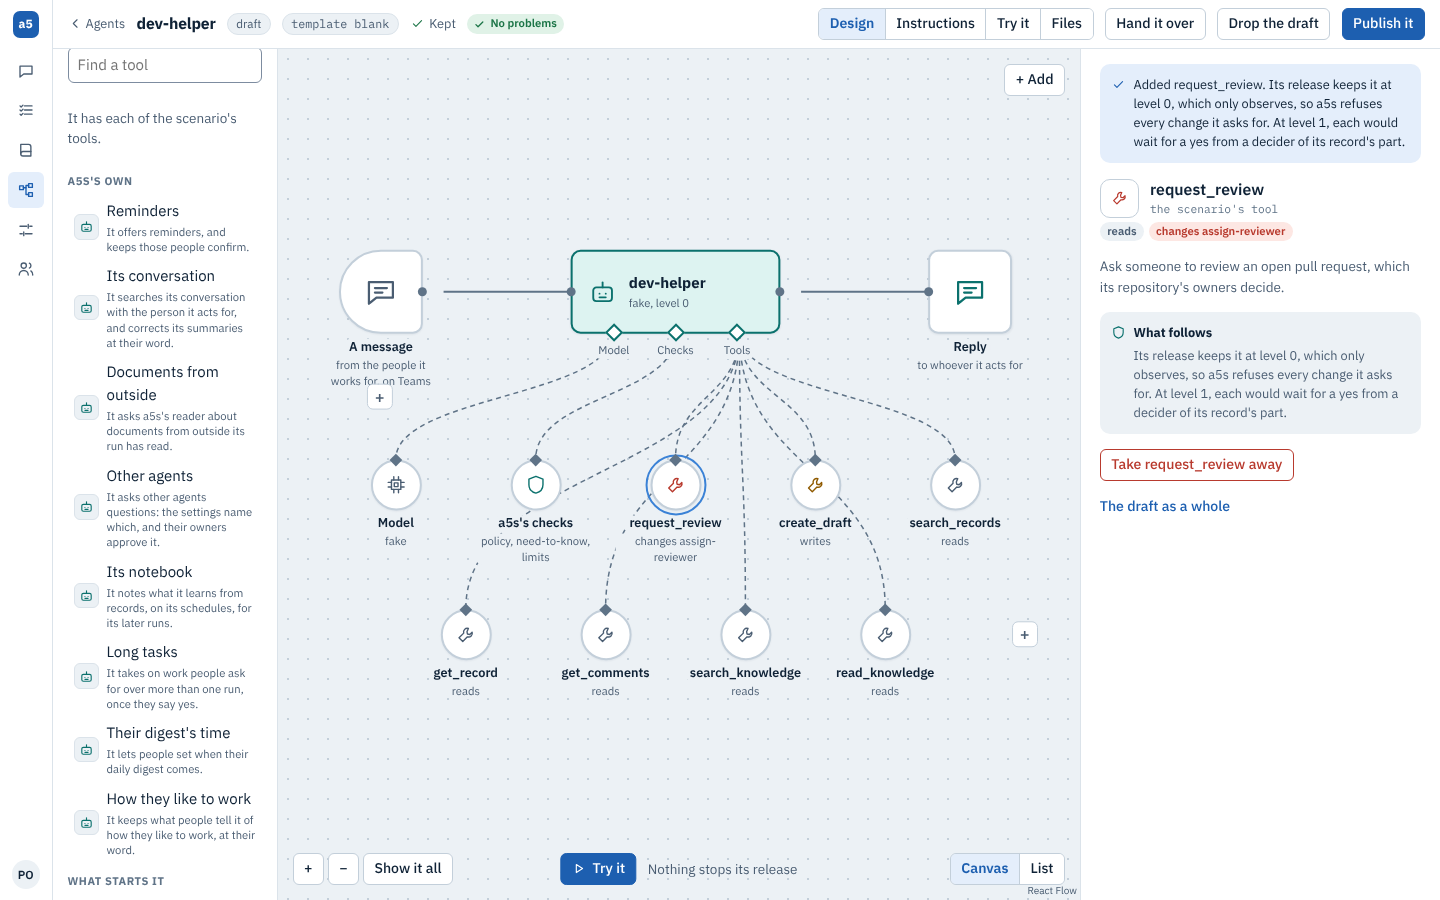 a5
Agents
dev-helper
draft
template blank
Kept
No problems
Design
Instructions
Try it
Files
Hand it over
Drop the draft
Publish it
Find a tool
It has each of the scenario's
tools.
A5S'S OWN
Reminders
It offers reminders, and
keeps those people confirm.
Its conversation
It searches its conversation
with the person it acts for,
and corrects its summaries
at their word.
Documents from
outside
It asks a5s's reader about
documents from outside its
run has read.
Other agents
It asks other agents
questions: the settings name
which, and their owners
approve it.
Its notebook
It notes what it learns from
records, on its schedules, for
its later runs.
Long tasks
It takes on work people ask
for over more than one run,
once they say yes.
Their digest's time
It lets people set when their
daily digest comes.
How they like to work
It keeps what people tell it of
how they like to work, at their
word.
WHAT STARTS IT
PO
+ Add
A message
from the people it
works for, on Teams
+
dev-helper
fake, level 0
Model
Checks
Tools
Reply
to whoever it acts for
Model
fake
a5s's checks
policy, need-to-know,
limits
request_review
changes assign-
reviewer
create_draft
writes
search_records
reads
get_record
reads
get_comments
reads
search_knowledge
reads
read_knowledge
reads
+
+
−
Show it all
Try it
Nothing stops its release
Canvas
List
React Flow
Added request_review. Its release keeps it at
level 0, which only observes, so a5s refuses
every change it asks for. At level 1, each would
wait for a yes from a decider of its record's part.
request_review
the scenario's tool
reads
changes assign-reviewer
Ask someone to review an open pull request, which
its repository's owners decide.
What follows
Its release keeps it at level 0, which only
observes, so a5s refuses every change it asks
for. At level 1, each would wait for a yes from a
decider of its record's part.
Take request_review away
The draft as a whole